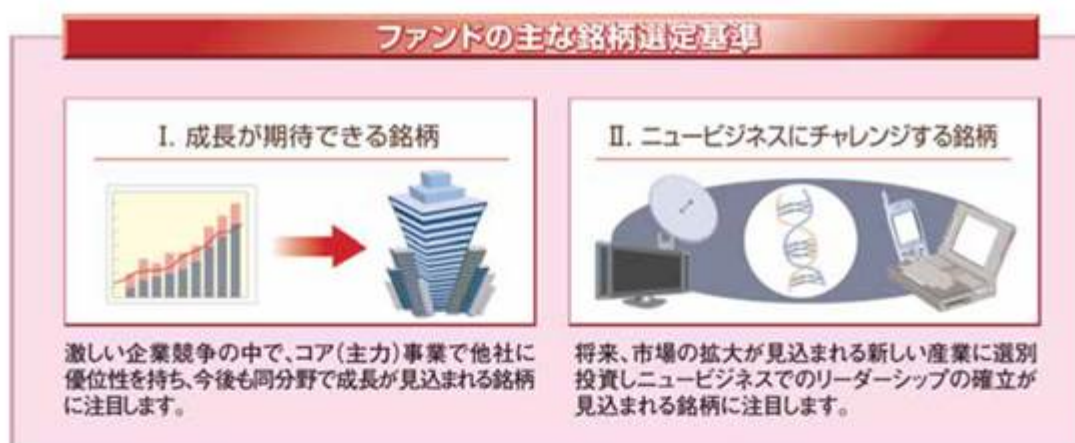 ファンドの主な銘柄選定基準
Ⅰ. 成長が期待できる銘柄
激しい企業競争の中で、コア(主力)事業で他社に
優位性を持ち、今後も同分野で成長が見込まれる銘柄
に注目します。
Ⅱ. ニュービジネスにチャレンジする銘柄
将来、市場の拡大が見込まれる新しい産業に選別
投資しニュービジネスでのリーダーシップの確立が
見込まれる銘柄に注目します。